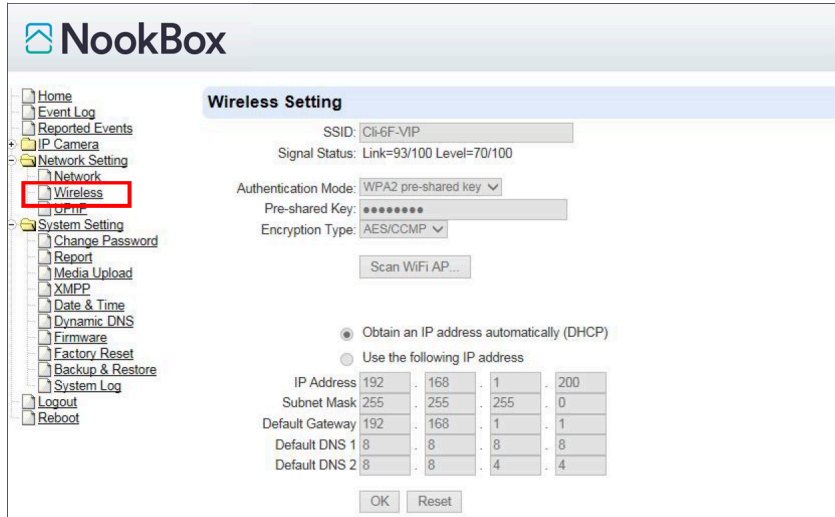 NookBox
Home
Event Log
Reported Events
IP Camera
Network Setting
Network
Wireless
UPnP
System Setting
Change Password
Report
Media Upload
XMPP
Date & Time
Dynamic DNS
Firmware
Factory Reset
Backup & Restore
System Log
Logout
Reboot
Wireless Setting
SSID: Cli-6F-VIP
Signal Status: Link=93/100 Level=70/100
Authentication Mode: WPA2 pre-shared key
Pre-shared Key: ●●●●●●●●
Encryption Type: AES/CCMP
Scan WiFi AP...
Obtain an IP address automatically (DHCP)
Use the following IP address
IP Address 192 . 168 . 1 . 200
Subnet Mask 255 . 255 . 255 . 0
Default Gateway 192 . 168 . 1 . 1
Default DNS 1 8 . 8 . 8 . 8
Default DNS 2 8 . 8 . 4 . 4
OK Reset